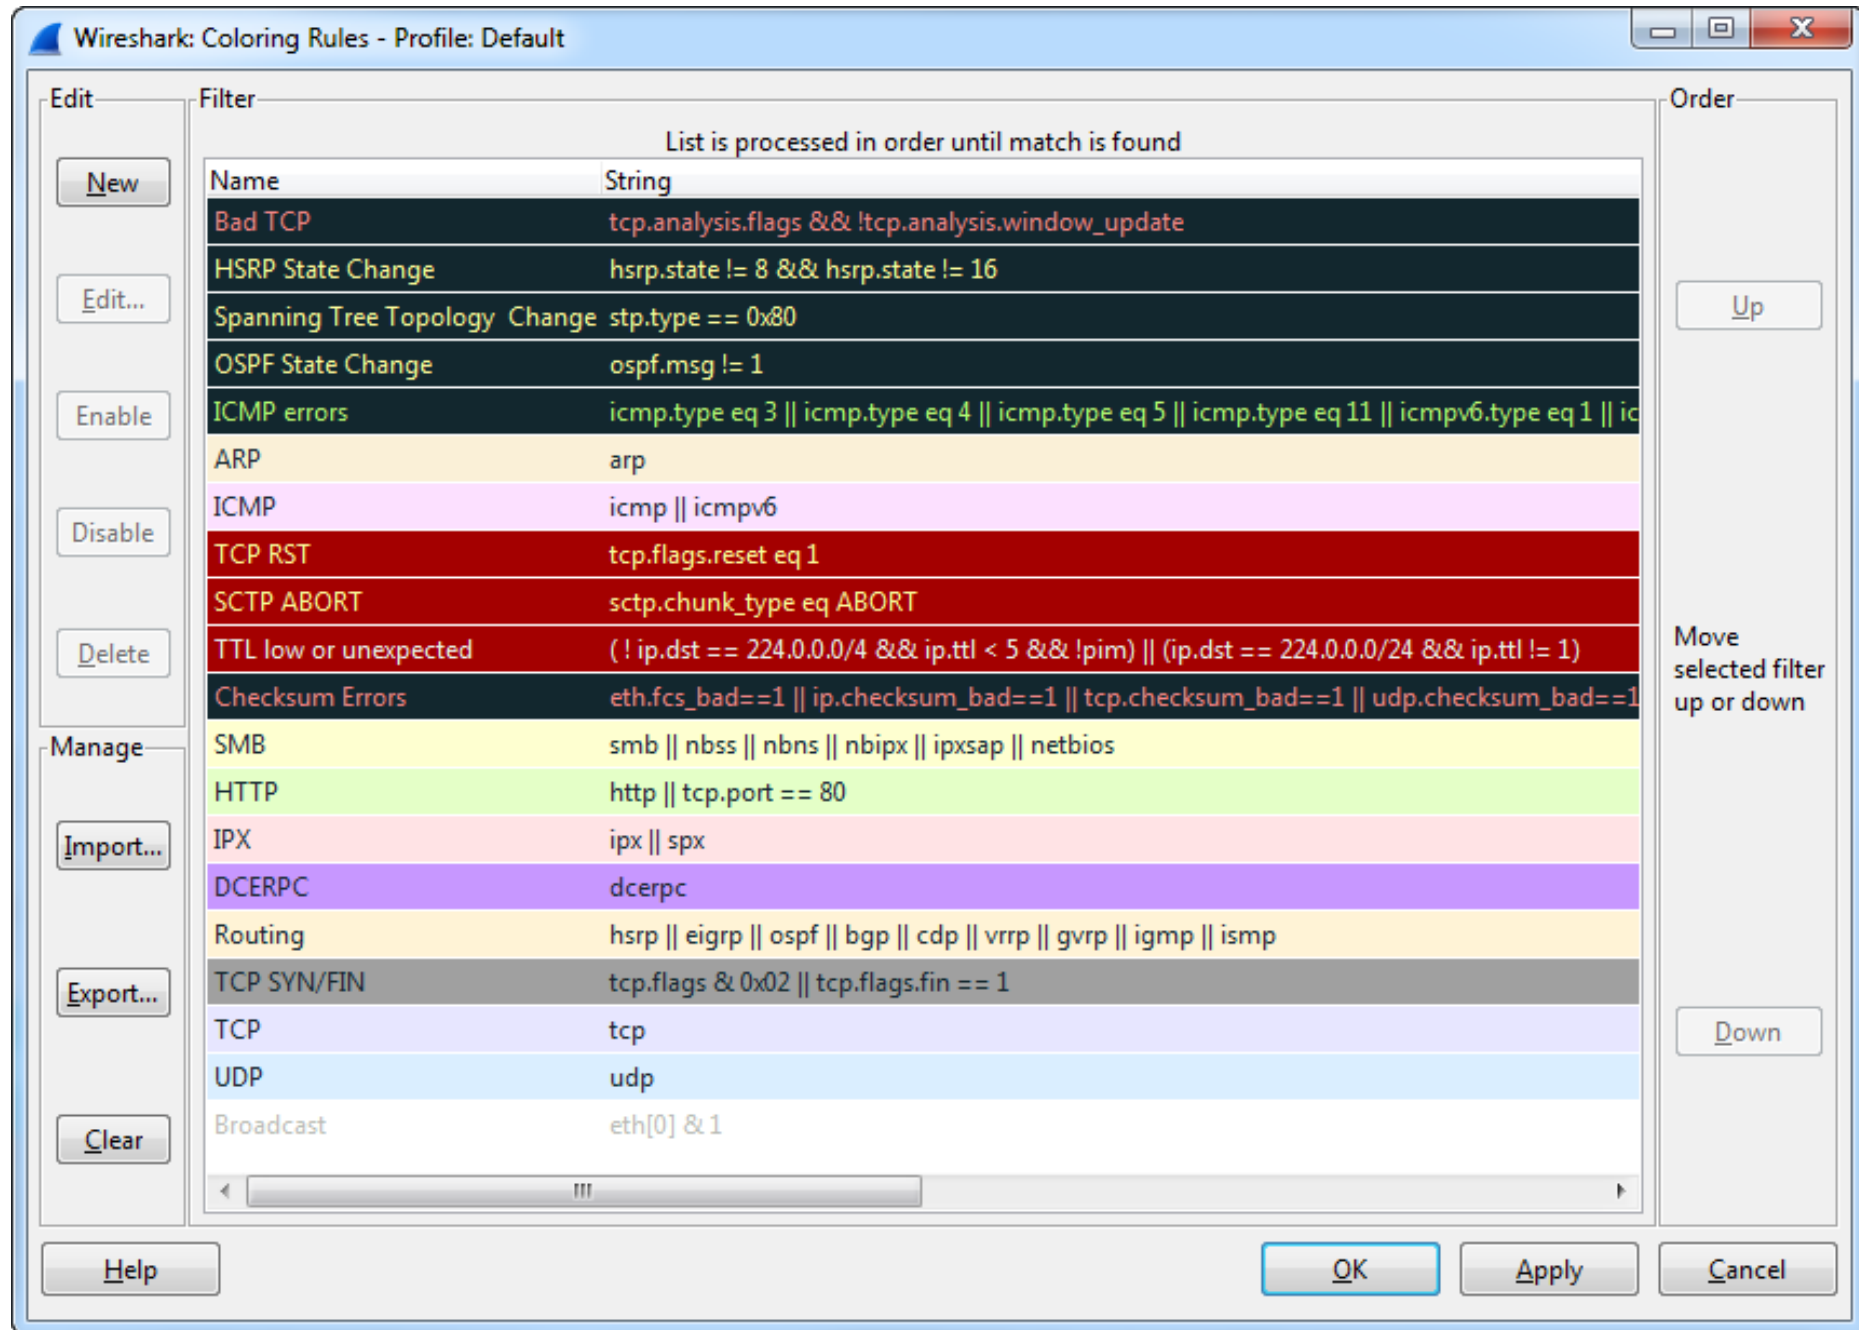 Wireshark: Coloring Rules - Profile: Default
Edit
Filter
Order
List is processed in order until match is found
Name String
New
Edit...
Enable
Disable
Delete
Bad TCP tcp.analysis.flags && !tcp.analysis.window_update
HSRP State Change hsrp.state != 8 && hsrp.state != 16
Spanning Tree Topology  Change stp.type == 0x80
OSPF State Change ospf.msg != 1
ICMP errors icmp.type eq 3 || icmp.type eq 4 || icmp.type eq 5 || icmp.type eq 11 || icmpv6.type eq 1 || ic
ARP arp
ICMP icmp || icmpv6
TCP RST tcp.flags.reset eq 1
SCTP ABORT sctp.chunk_type eq ABORT
TTL low or unexpected ( ! ip.dst == 224.0.0.0/4 && ip.ttl < 5 && !pim) || (ip.dst == 224.0.0.0/24 && ip.ttl != 1)
Checksum Errors eth.fcs_bad==1 || ip.checksum_bad==1 || tcp.checksum_bad==1 || udp.checksum_bad==1
SMB smb || nbss || nbns || nbipx || ipxsap || netbios
HTTP http || tcp.port == 80
IPX ipx || spx
DCERPC dcerpc
Routing hsrp || eigrp || ospf || bgp || cdp || vrrp || gvrp || igmp || ismp
TCP SYN/FIN tcp.flags & 0x02 || tcp.flags.fin == 1
TCP tcp
UDP udp
Broadcast eth[0] & 1
Manage
Import...
Export...
Clear
Up
Move
selected filter
up or down
Down
Help
OK
Apply
Cancel